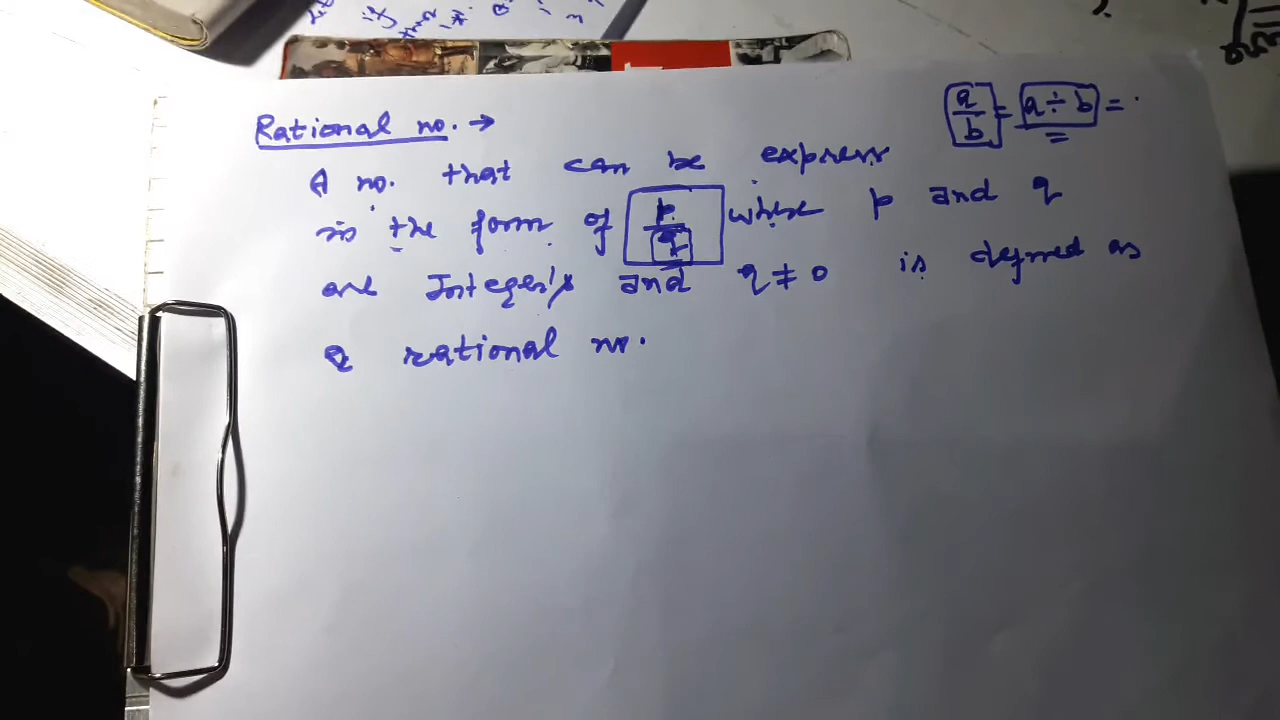 Rational no. →
a/b = a ÷ b =
A no. that can be express
in the form of p/q where p and q
are Integers and q ≠ 0 is defined as
a rational no.